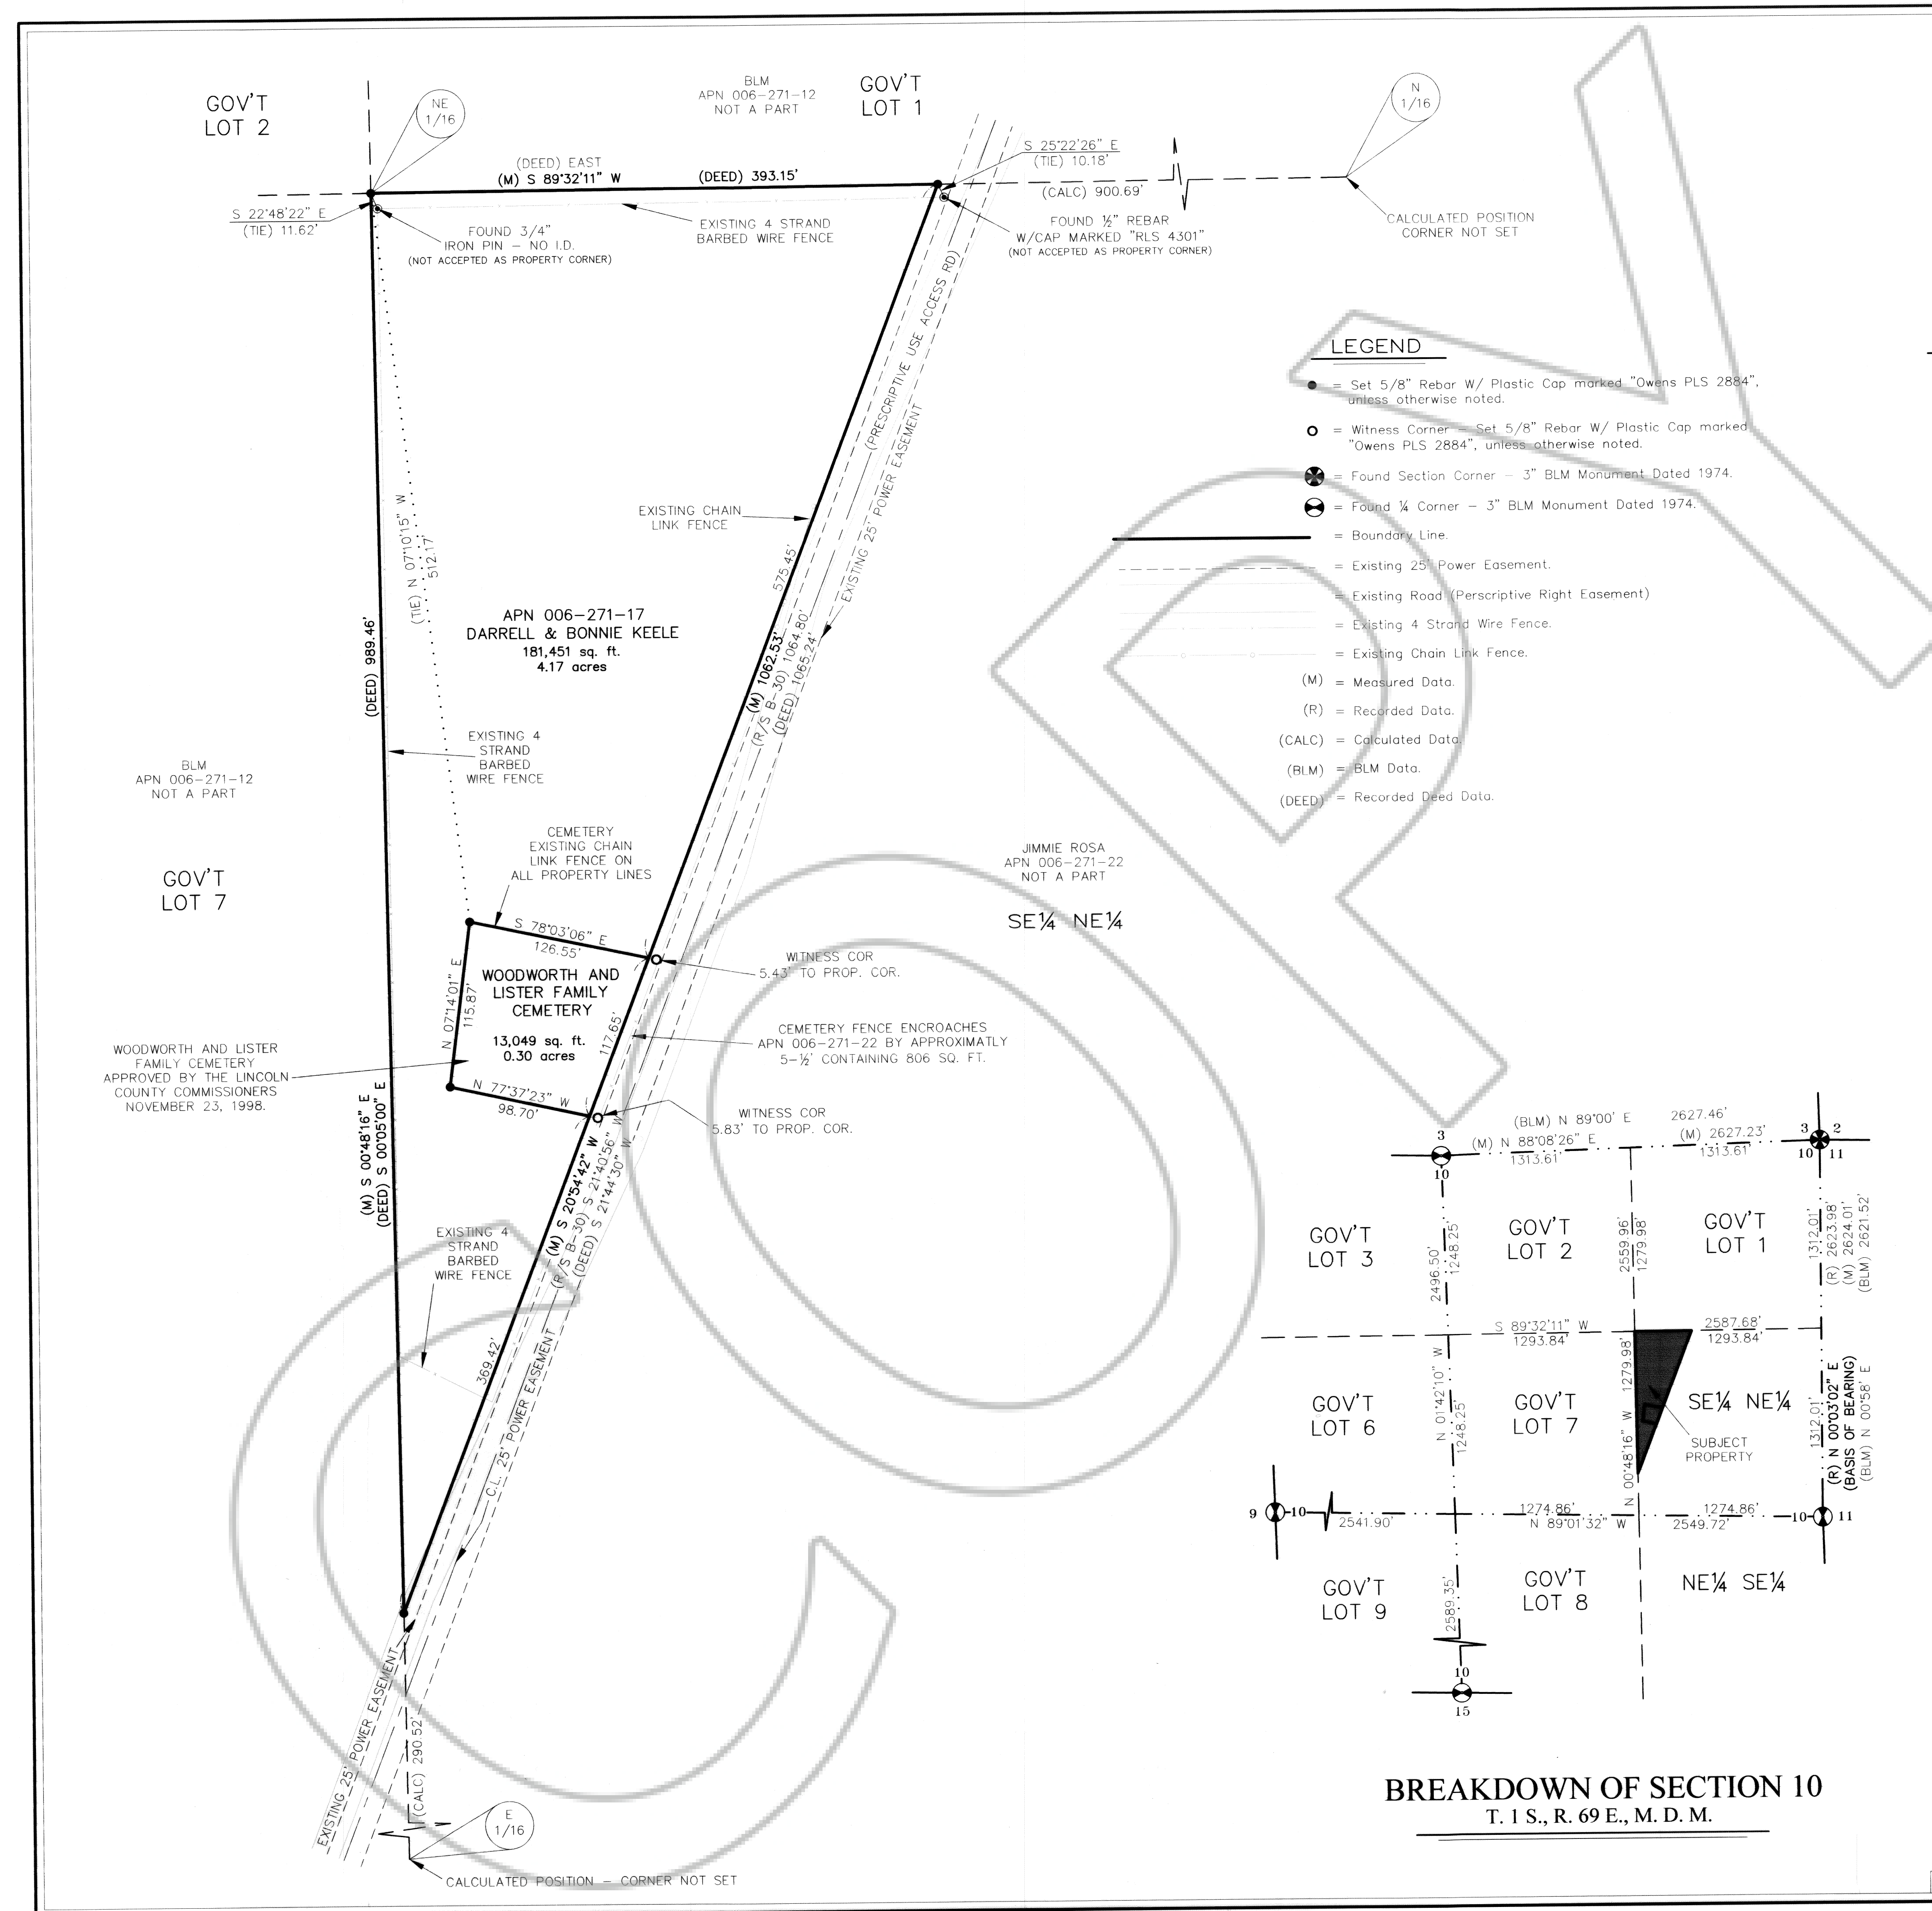 GOV'T
LOT 2
NE
1/16
BLM
APN 006-271-12
NOT A PART
GOV'T
LOT 1
N
1/16
(DEED) EAST
(M) S 89°32'11" W
(DEED) 393.15'
S 25°22'26" E
(TIE) 10.18'
(CALC) 900.69'
S 22°48'22" E
(TIE) 11.62'
FOUND 3/4"
IRON PIN – NO I.D.
(NOT ACCEPTED AS PROPERTY CORNER)
EXISTING 4 STRAND
BARBED WIRE FENCE
FOUND ½" REBAR
W/CAP MARKED "RLS 4301"
(NOT ACCEPTED AS PROPERTY CORNER)
CALCULATED POSITION
CORNER NOT SET
(PRESCRIPTIVE USE ACCESS RD)
EXISTING 25' POWER EASEMENT
EXISTING CHAIN
LINK FENCE
575.45'
(TIE) N 07°10'15" W
512.17'
APN 006-271-17
DARRELL & BONNIE KEELE
181,451 sq. ft.
4.17 acres
(DEED) 989.46'
(M) 1062.53'
(R/S B-30) 1064.80'
(DEED) 1065.24'
EXISTING 4
STRAND
BARBED
WIRE FENCE
BLM
APN 006-271-12
NOT A PART
GOV'T
LOT 7
CEMETERY
EXISTING CHAIN
LINK FENCE ON
ALL PROPERTY LINES
JIMMIE ROSA
APN 006-271-22
NOT A PART
SE¼ NE¼
S 78°03'06" E
126.55'
WITNESS COR
5.43' TO PROP. COR.
WOODWORTH AND
LISTER FAMILY
CEMETERY
13,049 sq. ft.
0.30 acres
N 07°14'01" E
115.87'
117.65'
CEMETERY FENCE ENCROACHES
APN 006-271-22 BY APPROXIMATLY
5-½' CONTAINING 806 SQ. FT.
WOODWORTH AND LISTER
FAMILY CEMETERY
APPROVED BY THE LINCOLN
COUNTY COMMISSIONERS
NOVEMBER 23, 1998.
N 77°37'23" W
98.70'
WITNESS COR
5.83' TO PROP. COR.
(M) S 00°48'16" E
(DEED) S 00°05'00" E
(M) S 20°54'42" W
(R/S B-30) S 21°40'56" W
(DEED) S 21°44'30" W
EXISTING 4
STRAND
BARBED
WIRE FENCE
369.42'
C.L. 25' POWER EASEMENT
EXISTING 25' POWER EASEMENT
(CALC) 290.52'
E
1/16
CALCULATED POSITION – CORNER NOT SET
LEGEND
= Set 5/8" Rebar W/ Plastic Cap marked "Owens PLS 2884",
unless otherwise noted.
= Witness Corner – Set 5/8" Rebar W/ Plastic Cap marked
"Owens PLS 2884", unless otherwise noted.
= Found Section Corner – 3" BLM Monument Dated 1974.
= Found ¼ Corner – 3" BLM Monument Dated 1974.
= Boundary Line.
= Existing 25' Power Easement.
= Existing Road (Perscriptive Right Easement)
= Existing 4 Strand Wire Fence.
= Existing Chain Link Fence.
(M) = Measured Data.
(R) = Recorded Data.
(CALC) = Calculated Data.
(BLM) = BLM Data.
(DEED) = Recorded Deed Data.
(BLM) N 89°00' E 2627.46'
(M) N 88°08'26" E (M) 2627.23'
1313.61' 1313.61'
3
10
3 2
10 11
GOV'T
LOT 3
GOV'T
LOT 2
GOV'T
LOT 1
2496.50'
1248.25'
2559.96'
1279.98'
1312.01'
(R) 2623.98'
(M) 2624.01'
(BLM) 2621.52'
S 89°32'11" W
1293.84'
2587.68'
1293.84'
GOV'T
LOT 6
GOV'T
LOT 7
SE¼ NE¼
N 01°42'10" W
1248.25'
N 00°48'16" W 1279.98'
SUBJECT
PROPERTY
1312.01'
(R) N 00°03'02" E
(BASIS OF BEARING)
(BLM) N 00°58' E
9 10
2541.90'
1274.86'
N 89°01'32" W
1274.86'
2549.72'
10 11
GOV'T
LOT 9
GOV'T
LOT 8
NE¼ SE¼
2589.35'
10
15
BREAKDOWN OF SECTION 10
T. 1 S., R. 69 E., M. D. M.
COPY